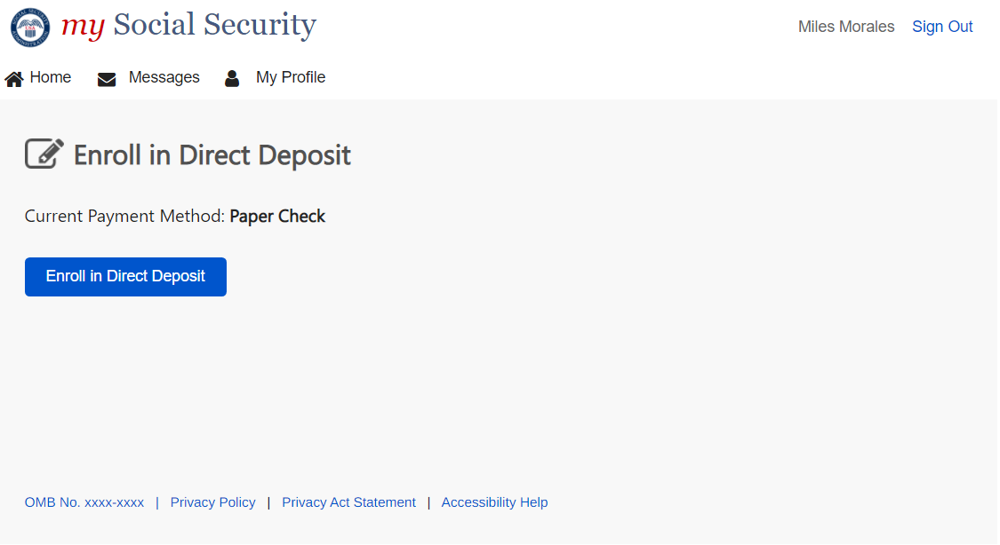 my Social Security
Miles Morales Sign Out
Home Messages My Profile
Enroll in Direct Deposit
Current Payment Method: Paper Check
Enroll in Direct Deposit
OMB No. xxxx-xxxx | Privacy Policy | Privacy Act Statement | Accessibility Help